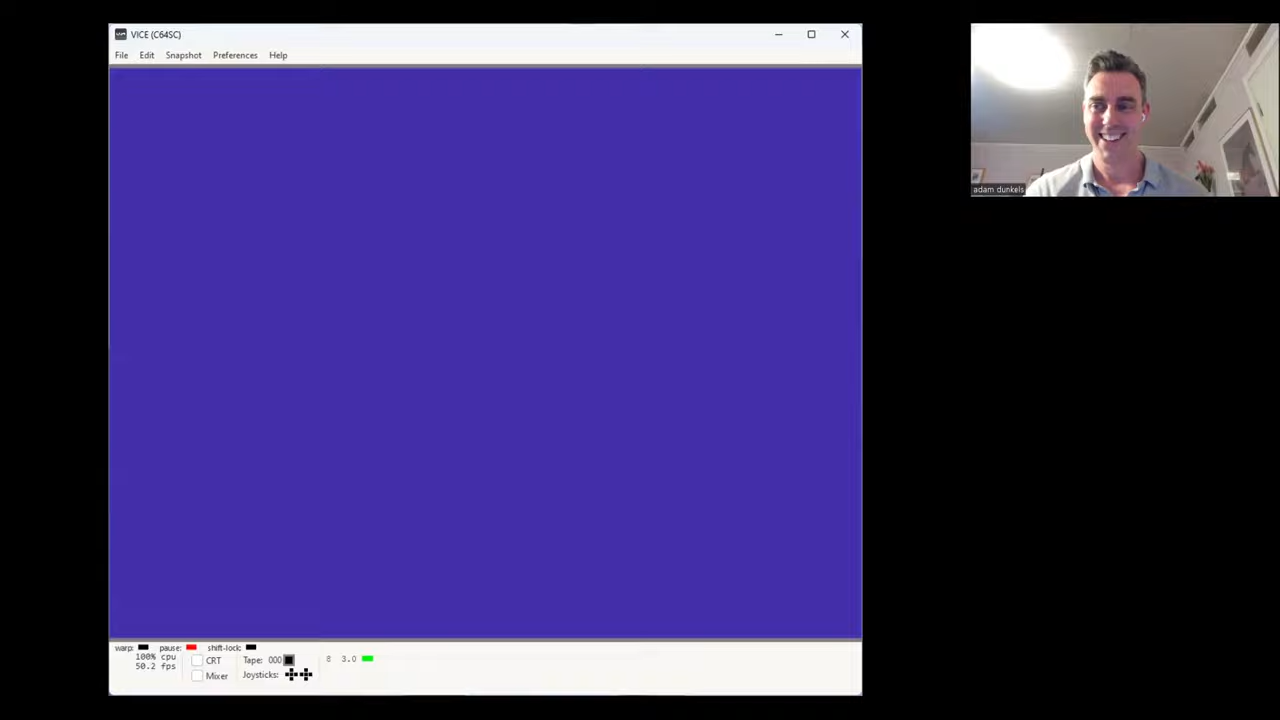 VICE (C64SC)
File Edit Snapshot Preferences Help
adam dunkels
warp: pause: shift-lock:
100% cpu
50.2 fps
CRT
Mixer
Tape: 000
Joysticks:
8 3.0